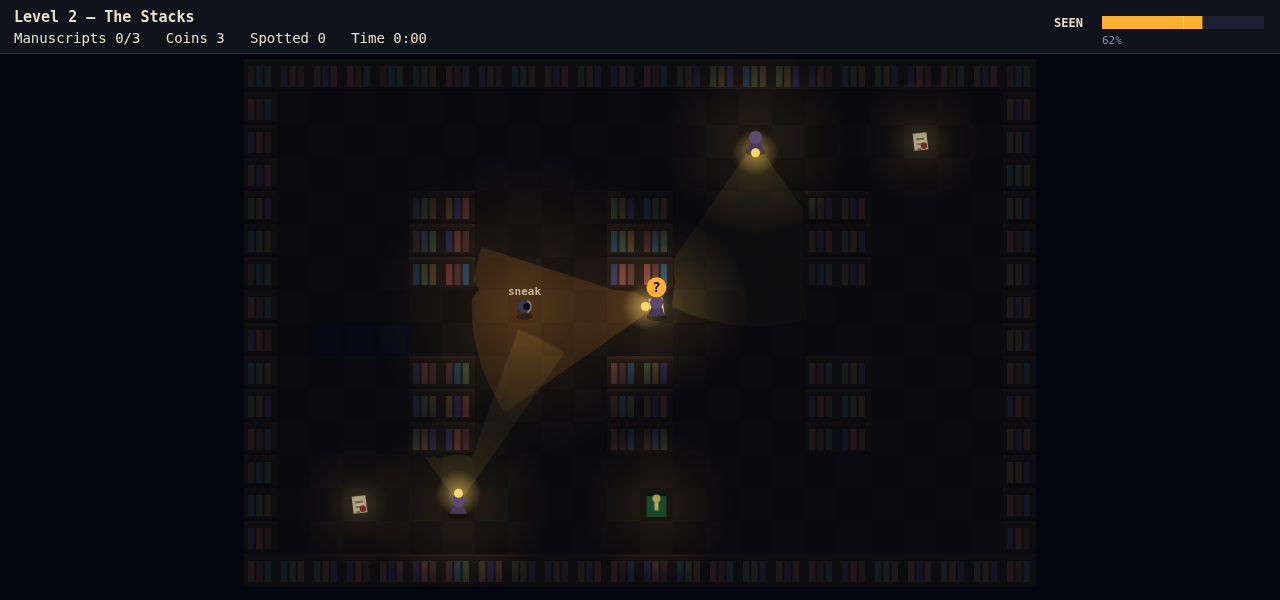 Level 2 — The Stacks
Manuscripts 0/3 Coins 3 Spotted 0 Time 0:00
SEEN
62%
?
sneak